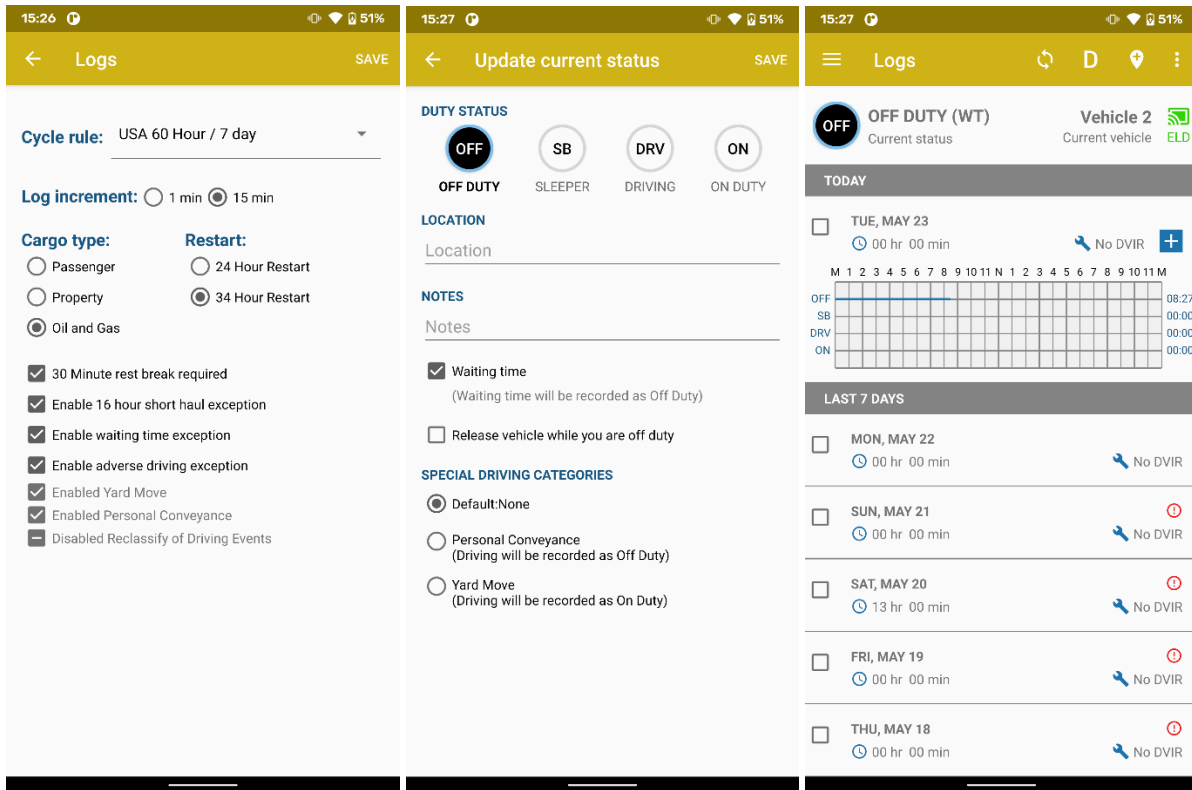 15:26 51%
Logs SAVE
Cycle rule: USA 60 Hour / 7 day
Log increment: 1 min 15 min
Cargo type: Restart:
Passenger 24 Hour Restart
Property 34 Hour Restart
Oil and Gas
30 Minute rest break required
Enable 16 hour short haul exception
Enable waiting time exception
Enable adverse driving exception
Enabled Yard Move
Enabled Personal Conveyance
Disabled Reclassify of Driving Events
15:27 51%
Update current status SAVE
DUTY STATUS
OFF SB DRV ON
OFF DUTY SLEEPER DRIVING ON DUTY
LOCATION
Location
NOTES
Notes
Waiting time
(Waiting time will be recorded as Off Duty)
Release vehicle while you are off duty
SPECIAL DRIVING CATEGORIES
Default:None
Personal Conveyance
(Driving will be recorded as Off Duty)
Yard Move
(Driving will be recorded as On Duty)
15:27 51%
Logs D
OFF OFF DUTY (WT) Vehicle 2
Current status Current vehicle ELD
TODAY
TUE, MAY 23
00 hr 00 min No DVIR
M 1 2 3 4 5 6 7 8 9 10 11 N 1 2 3 4 5 6 7 8 9 10 11 M
OFF 08:27
SB 00:00
DRV 00:00
ON 00:00
LAST 7 DAYS
MON, MAY 22
00 hr 00 min No DVIR
SUN, MAY 21
00 hr 00 min No DVIR
SAT, MAY 20
13 hr 00 min No DVIR
FRI, MAY 19
00 hr 00 min No DVIR
THU, MAY 18
00 hr 00 min No DVIR